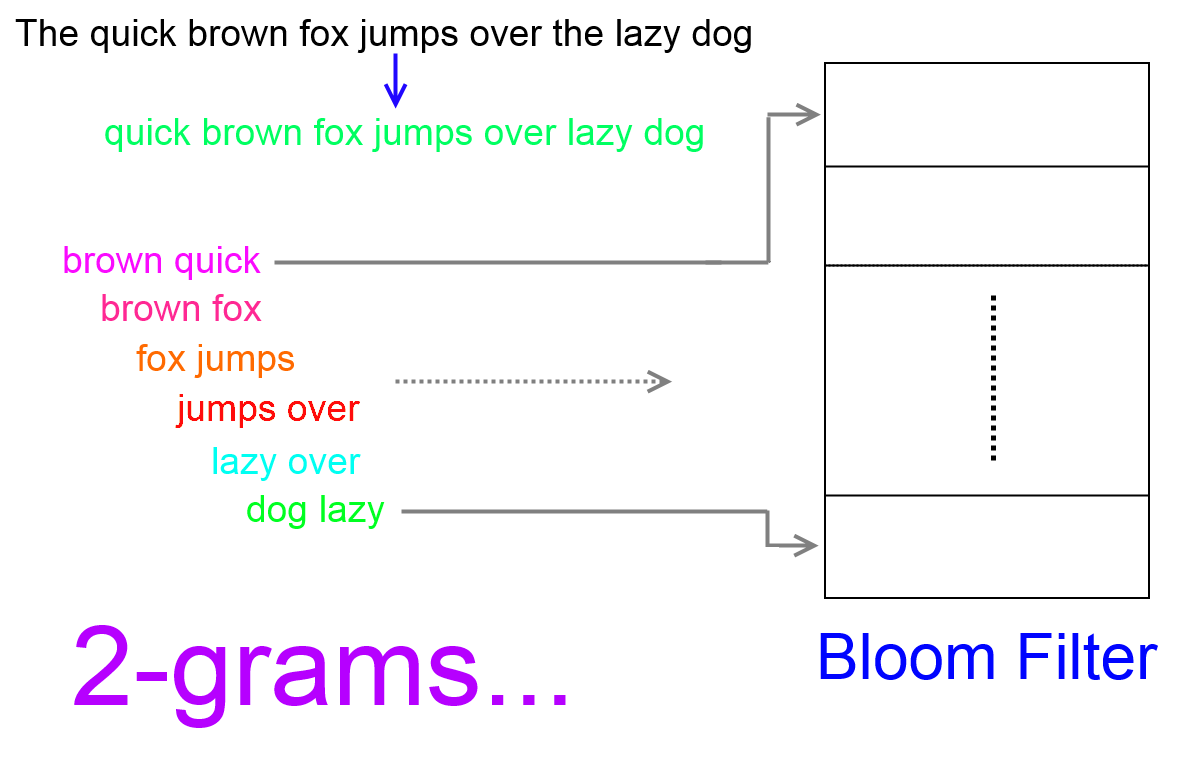 The quick brown fox jumps over the lazy dog
quick brown fox jumps over lazy dog
brown quick
brown fox
fox jumps
jumps over
lazy over
dog lazy
2-grams...
Bloom Filter